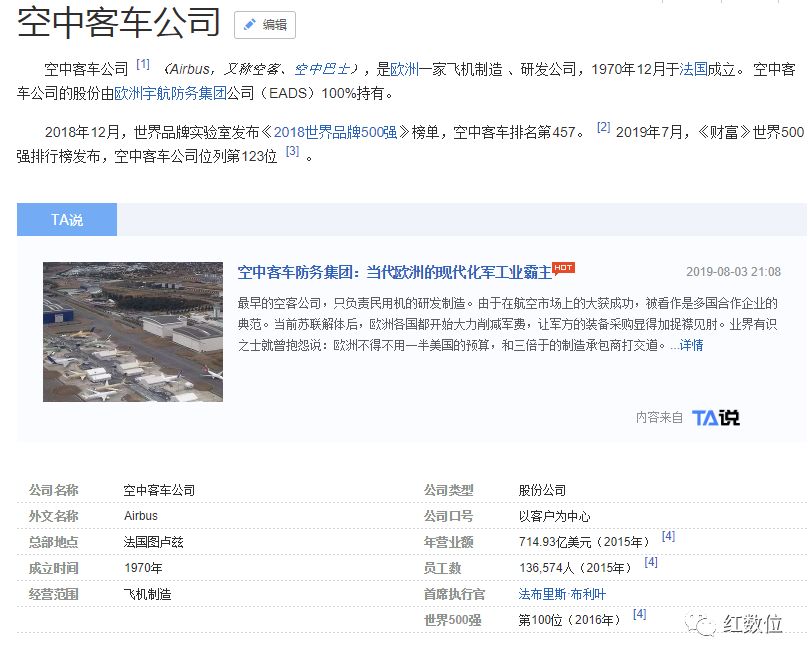 空中客车公司 编辑
空中客车公司 [1] （Airbus，又称空客、空中巴士），是欧洲一家飞机制造 、研发公司，1970年12月于法国成立。 空中客
车公司的股份由欧洲宇航防务集团公司（EADS）100%持有。
2018年12月，世界品牌实验室发布《2018世界品牌500强》榜单，空中客车排名第457。 [2] 2019年7月，《财富》世界500
强排行榜发布，空中客车公司位列第123位 [3] 。
TA说
空中客车防务集团：当代欧洲的现代化军工业霸主 HOT 2019-08-03 21:08
最早的空客公司，只负责民用机的研发制造。由于在航空市场上的大获成功，被看作是多国合作企业的
典范。当前苏联解体后，欧洲各国都开始大力削减军费，让军方的装备采购显得加捉襟见肘。业界有识
之士就曾抱怨说：欧洲不得不用一半美国的预算，和三倍于的制造承包商打交道。...详情
内容来自 TA说
公司名称 空中客车公司 公司类型 股份公司
外文名称 Airbus 公司口号 以客户为中心
总部地点 法国图卢兹 年营业额 714.93亿美元（2015年） [4]
成立时间 1970年 员工数 136,574人（2015年） [4]
经营范围 飞机制造 首席执行官 法布里斯·布利叶
世界500强 第100位（2016年） [4]
红数位